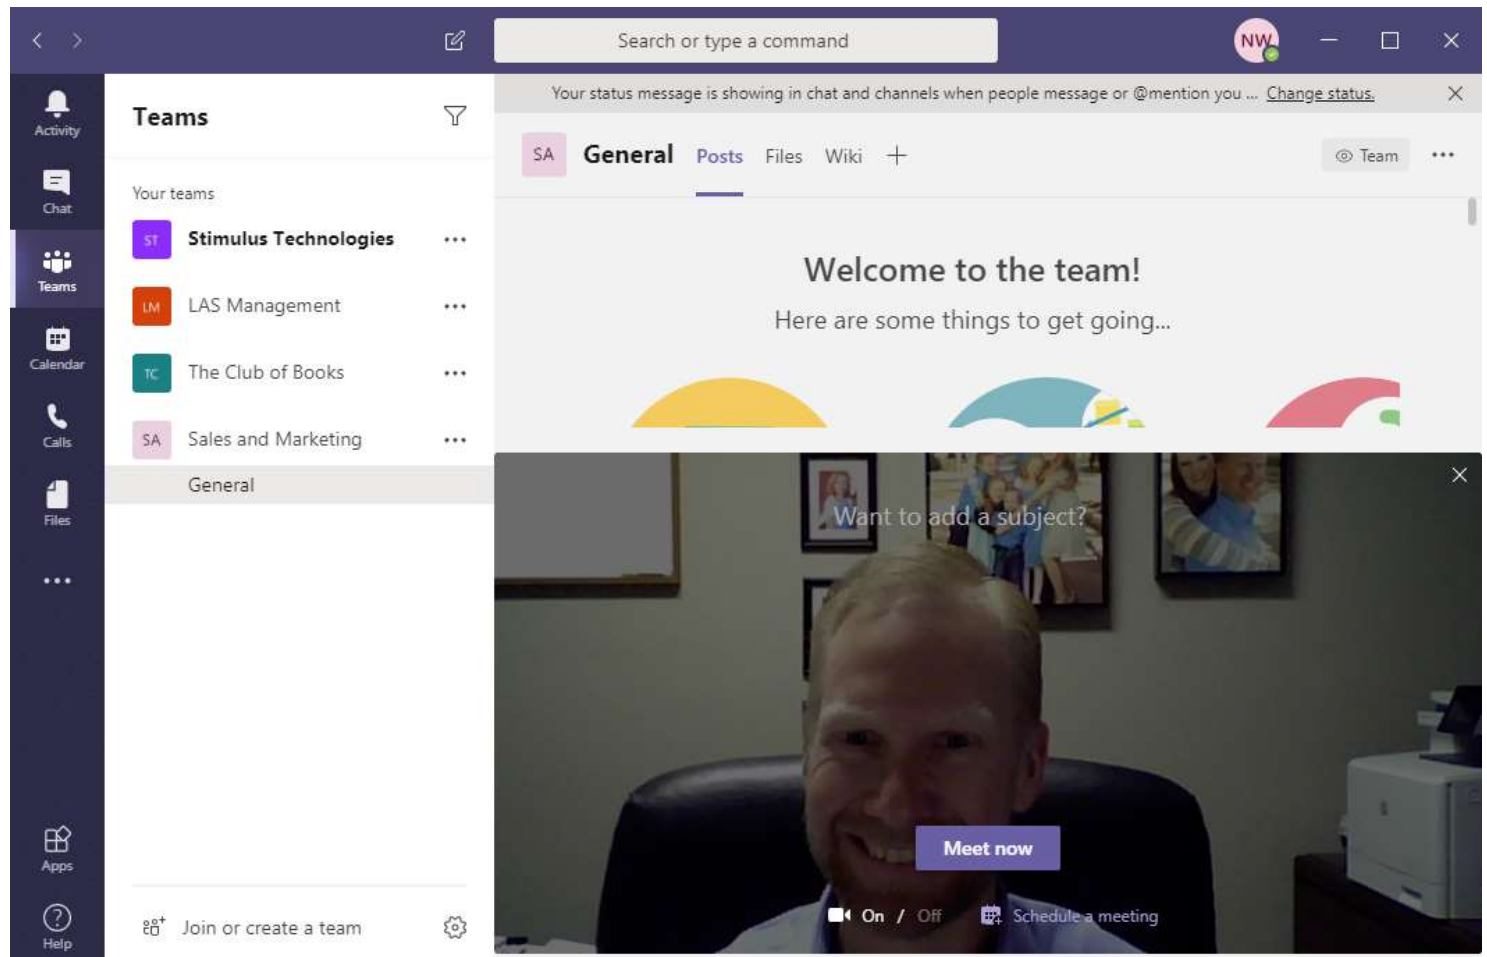 Search or type a command
NW
Activity
Chat
Teams
Calendar
Calls
Files
Apps
Help
Teams
Your teams
ST Stimulus Technologies
LM LAS Management
TC The Club of Books
SA Sales and Marketing
General
Join or create a team
Your status message is showing in chat and channels when people message or @mention you ... Change status.
SA General Posts Files Wiki
Team
Welcome to the team!
Here are some things to get going...
Want to add a subject?
Meet now
On / Off Schedule a meeting